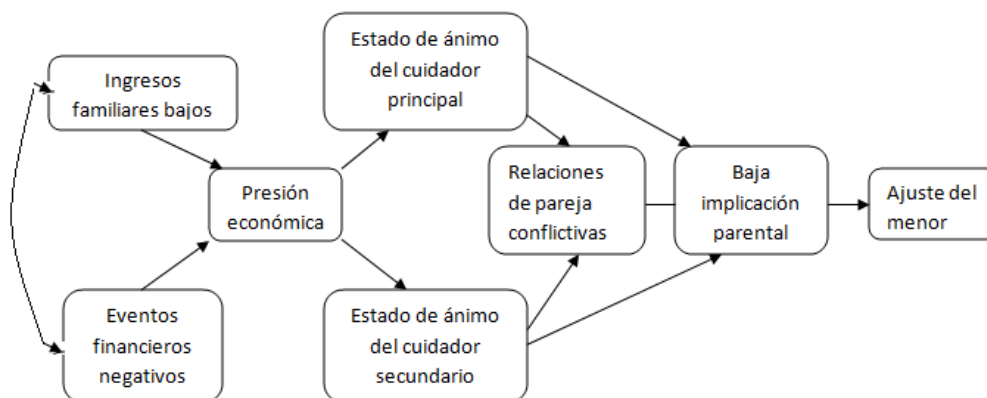 Ingresos
familiares bajos
Estado de ánimo
del cuidador
principal
Presión
económica
Eventos
financieros
negativos
Estado de ánimo
del cuidador
secundario
Relaciones
de pareja
conflictivas
Baja
implicación
parental
Ajuste del
menor